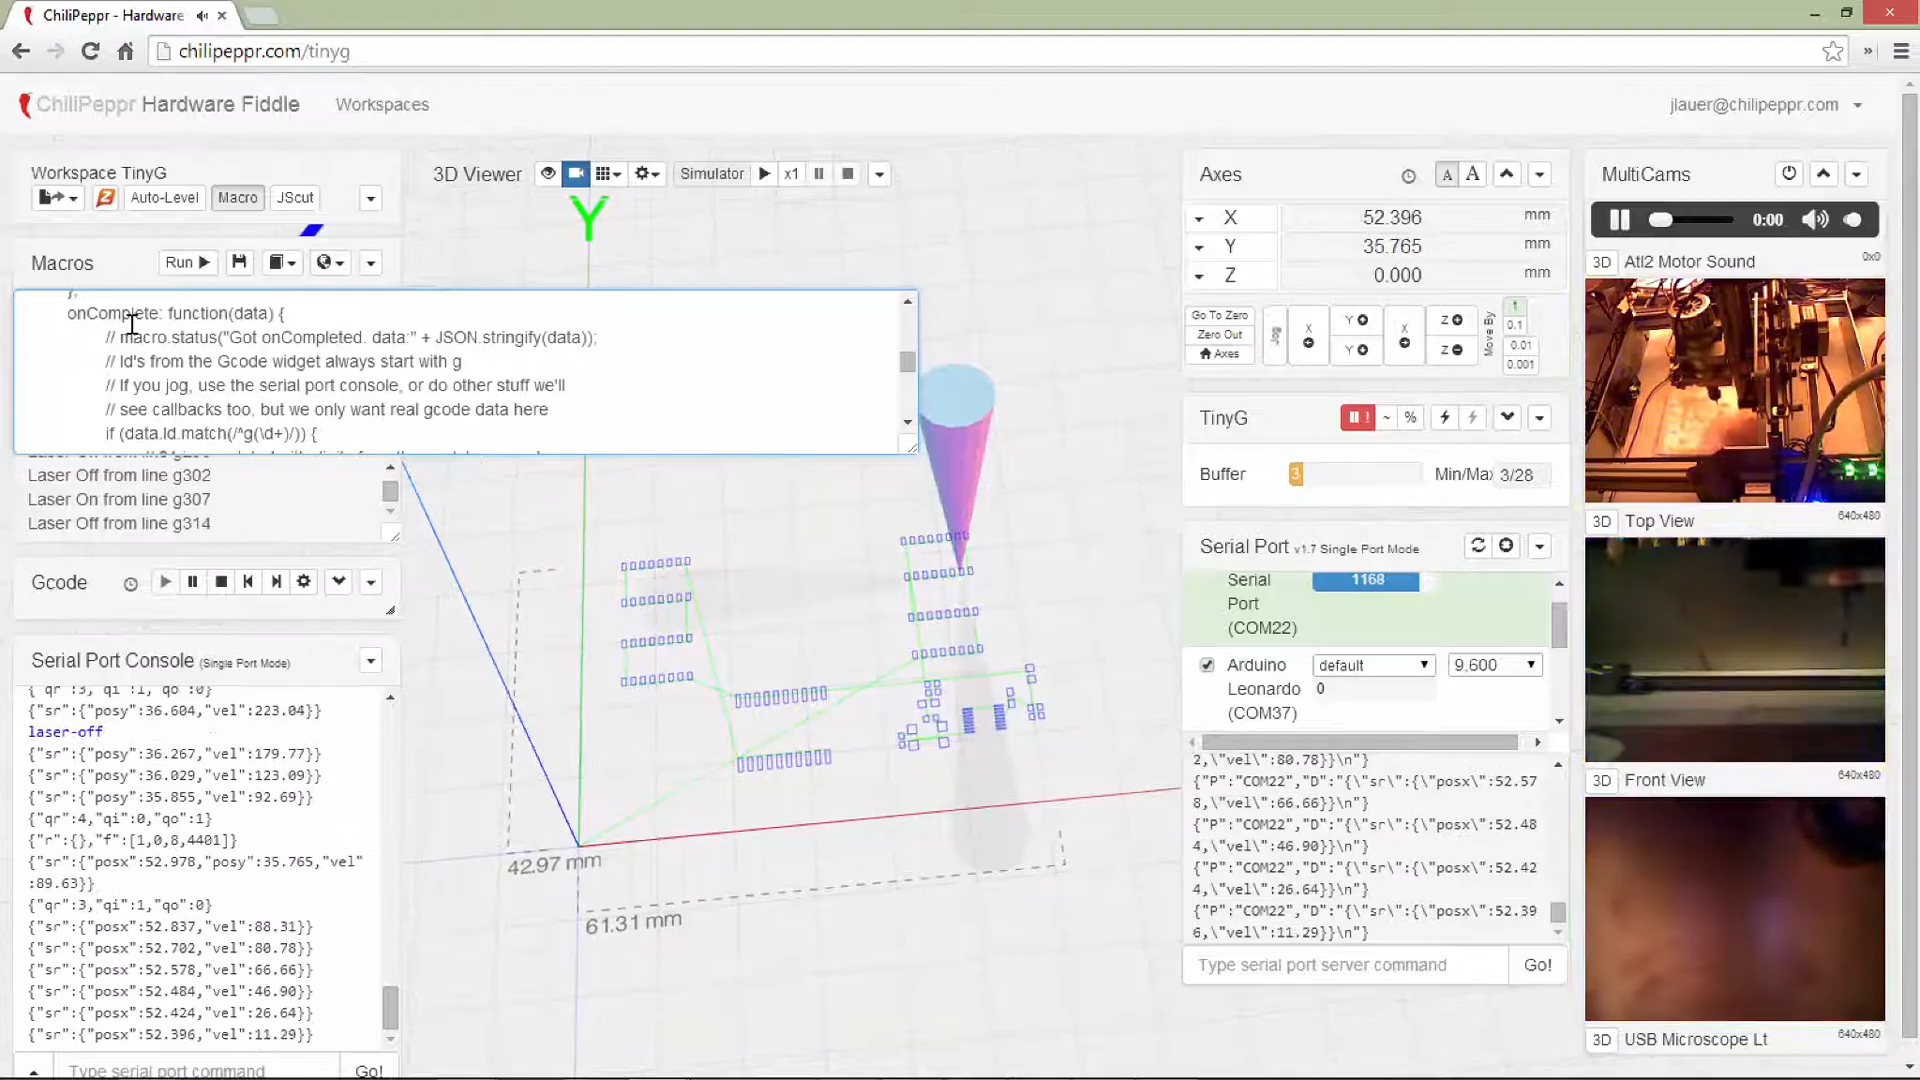 ChiliPeppr - Hardware
chilipeppr.com/tinyg
ChiliPeppr Hardware Fiddle
Workspaces
jlauer@chilipeppr.com
Workspace TinyG
Auto-Level
Macro
JScut
Macros
Run
onComplete: function(data) {
// macro.status("Got onCompleted. data:" + JSON.stringify(data));
// Id's from the Gcode widget always start with g
// If you jog, use the serial port console, or do other stuff we'll
// see callbacks too, but we only want real gcode data here
if (data.Id.match(/^g(\d+)/)) {
Laser Off from line g302
Laser On from line g307
Laser Off from line g314
Gcode
Serial Port Console (Single Port Mode)
{"qr":3,"qi":1,"qo":0}
{"sr":{"posy":36.604,"vel":223.04}}
laser-off
{"sr":{"posy":36.267,"vel":179.77}}
{"sr":{"posy":36.029,"vel":123.09}}
{"sr":{"posy":35.855,"vel":92.69}}
{"qr":4,"qi":0,"qo":1}
{"r":{},"f":[1,0,8,4401]}
{"sr":{"posx":52.978,"posy":35.765,"vel"
:89.63}}
{"qr":3,"qi":1,"qo":0}
{"sr":{"posx":52.837,"vel":88.31}}
{"sr":{"posx":52.702,"vel":80.78}}
{"sr":{"posx":52.578,"vel":66.66}}
{"sr":{"posx":52.484,"vel":46.90}}
{"sr":{"posx":52.424,"vel":26.64}}
{"sr":{"posx":52.396,"vel":11.29}}
Type serial port command
Go!
3D Viewer
Simulator
x1
Y
42.97 mm
61.31 mm
Axes
A A
X 52.396 mm
Y 35.765 mm
Z 0.000 mm
Go To Zero
Zero Out
Axes
Jog
X
Y
Y
X
Z
Z
Move By
1
0.1
0.01
0.001
TinyG
! ~ %
Buffer
3
Min/Max
3/28
Serial Port v1.7 Single Port Mode
Serial
Port
(COM22)
1168
Arduino
Leonardo
(COM37)
default
9,600
0
2,\"vel\":80.78}}\n"}
{"P":"COM22","D":"{\"sr\":{\"posx\":52.57
8,\"vel\":66.66}}\n"}
{"P":"COM22","D":"{\"sr\":{\"posx\":52.48
4,\"vel\":46.90}}\n"}
{"P":"COM22","D":"{\"sr\":{\"posx\":52.42
4,\"vel\":26.64}}\n"}
{"P":"COM22","D":"{\"sr\":{\"posx\":52.39
6,\"vel\":11.29}}\n"}
Type serial port server command
Go!
MultiCams
0:00
3D Atl2 Motor Sound 0x0
3D Top View 640x480
3D Front View 640x480
3D USB Microscope Lt 640x480